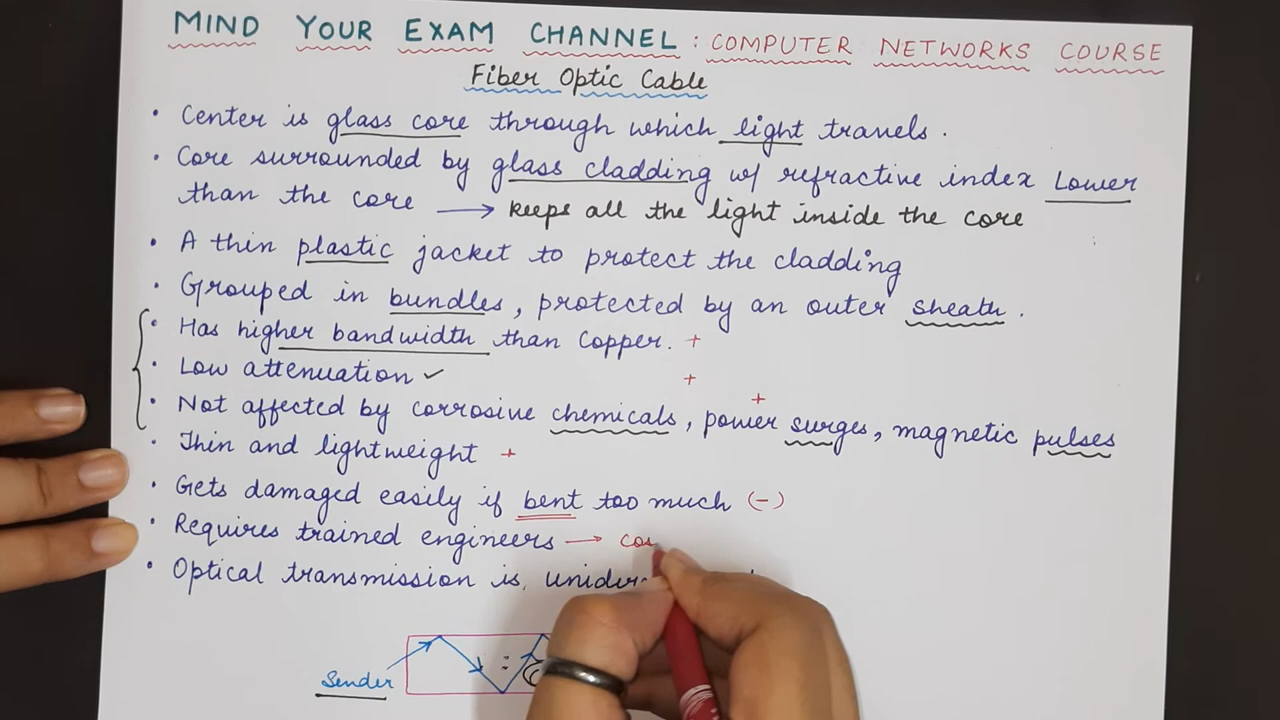 MIND YOUR EXAM CHANNEL : COMPUTER NETWORKS COURSE
Fiber Optic Cable
• Center is glass core through which light travels.
• Core surrounded by glass cladding w/ refractive index Lower
than the core → keeps all the light inside the core
• A thin plastic jacket to protect the cladding
• Grouped in bundles, protected by an outer sheath.
• Has higher bandwidth than Copper. +
• Low attenuation ✓ +
• Not affected by corrosive chemicals, power surges, magnetic pulses +
• Thin and lightweight +
• Gets damaged easily if bent too much (-)
• Requires trained engineers →
• Optical transmission is
Sender